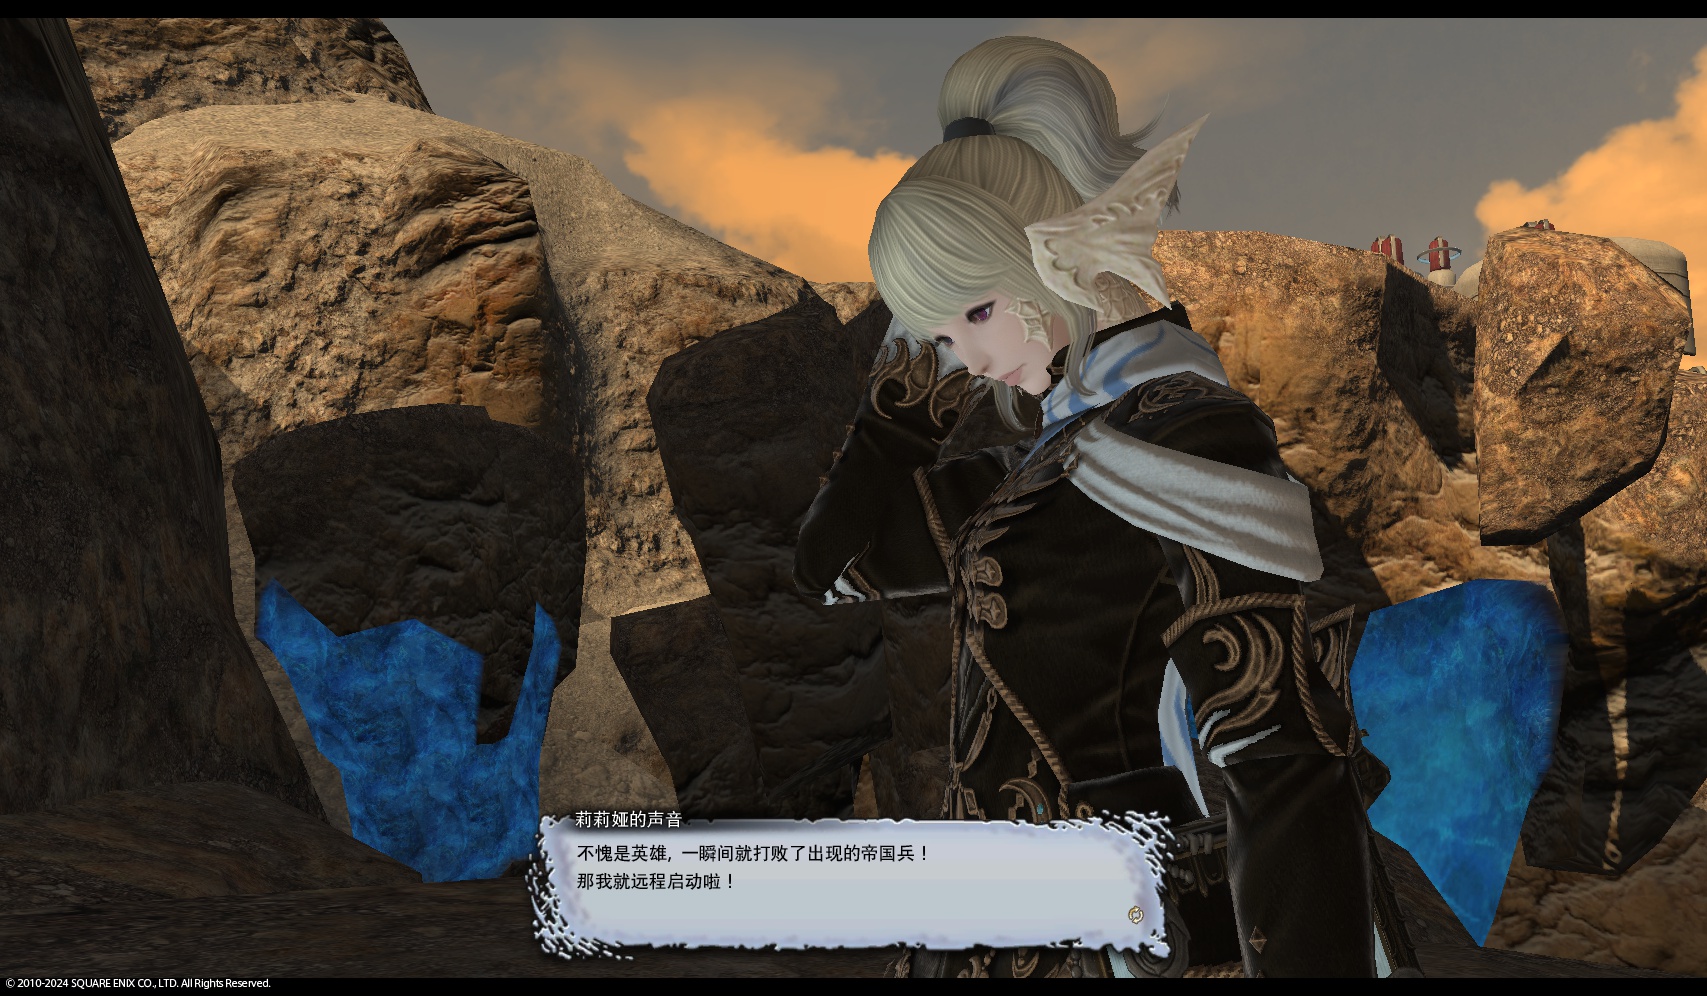 莉莉娅的声音
不愧是英雄，一瞬间就打败了出现的帝国兵！
那我就远程启动啦！
© 2010-2024 SQUARE ENIX CO., LTD. All Rights Reserved.